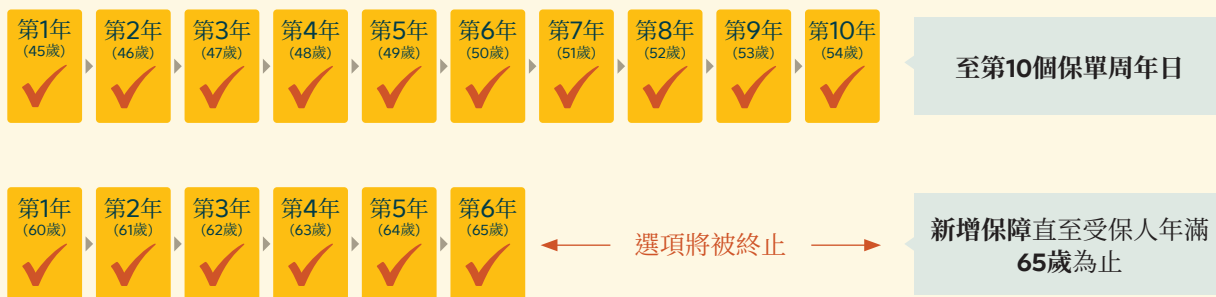 第1年 第2年 第3年 第4年 第5年 第6年 第7年 第8年 第9年 第10年
(45歲) (46歲) (47歲) (48歲) (49歲) (50歲) (51歲) (52歲) (53歲) (54歲)
至第10個保單周年日
第1年 第2年 第3年 第4年 第5年 第6年
(60歲) (61歲) (62歲) (63歲) (64歲) (65歲)
選項將被終止
新增保障直至受保人年滿
65歲為止